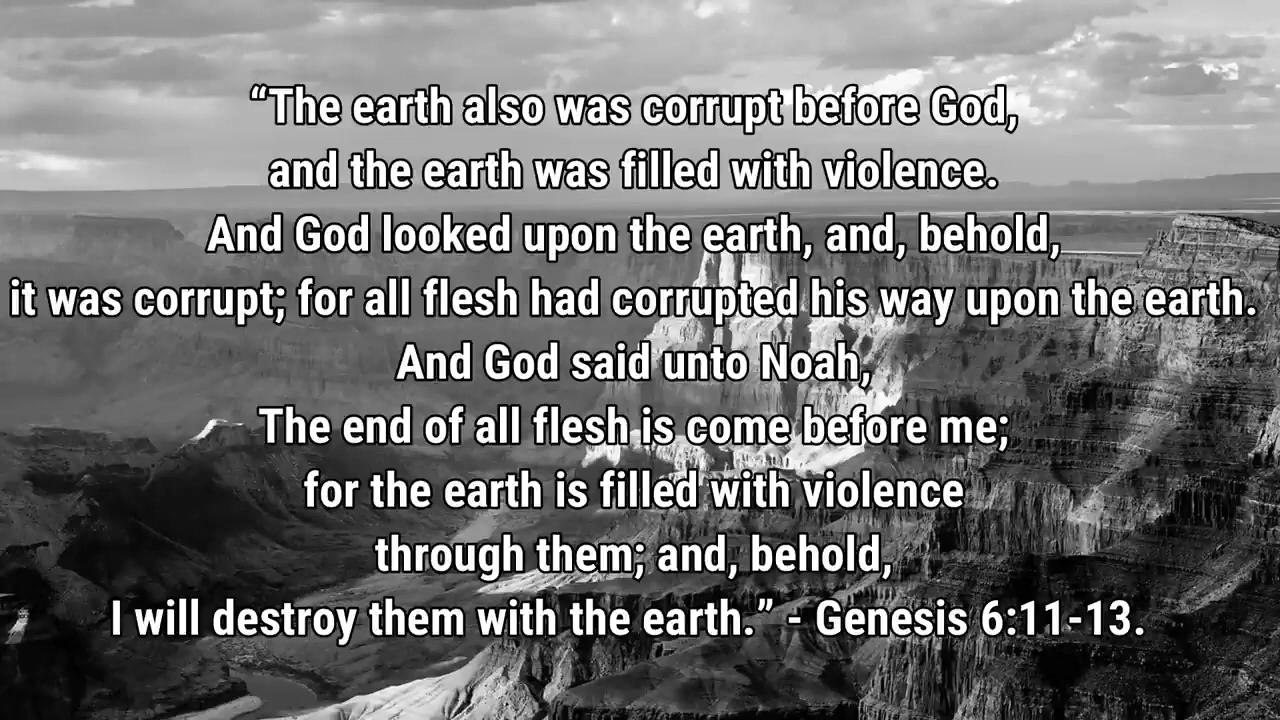 “The earth also was corrupt before God,
and the earth was filled with violence.
And God looked upon the earth, and, behold,
it was corrupt; for all flesh had corrupted his way upon the earth.
And God said unto Noah,
The end of all flesh is come before me;
for the earth is filled with violence
through them; and, behold,
I will destroy them with the earth.” - Genesis 6:11-13.